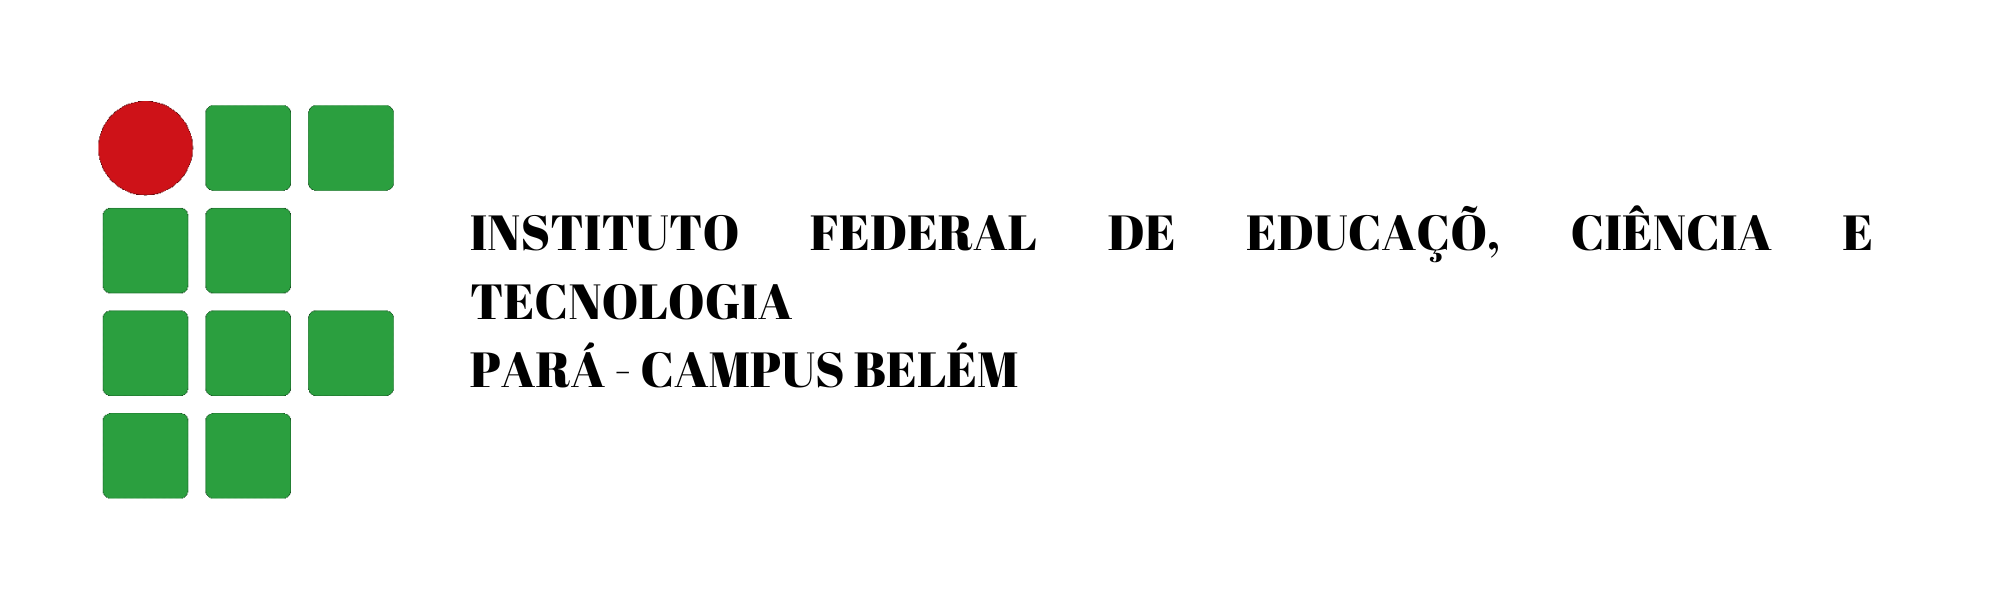 INSTITUTO FEDERAL DE EDUCAÇÕ, CIÊNCIA E
TECNOLOGIA
PARÁ - CAMPUS BELÉM